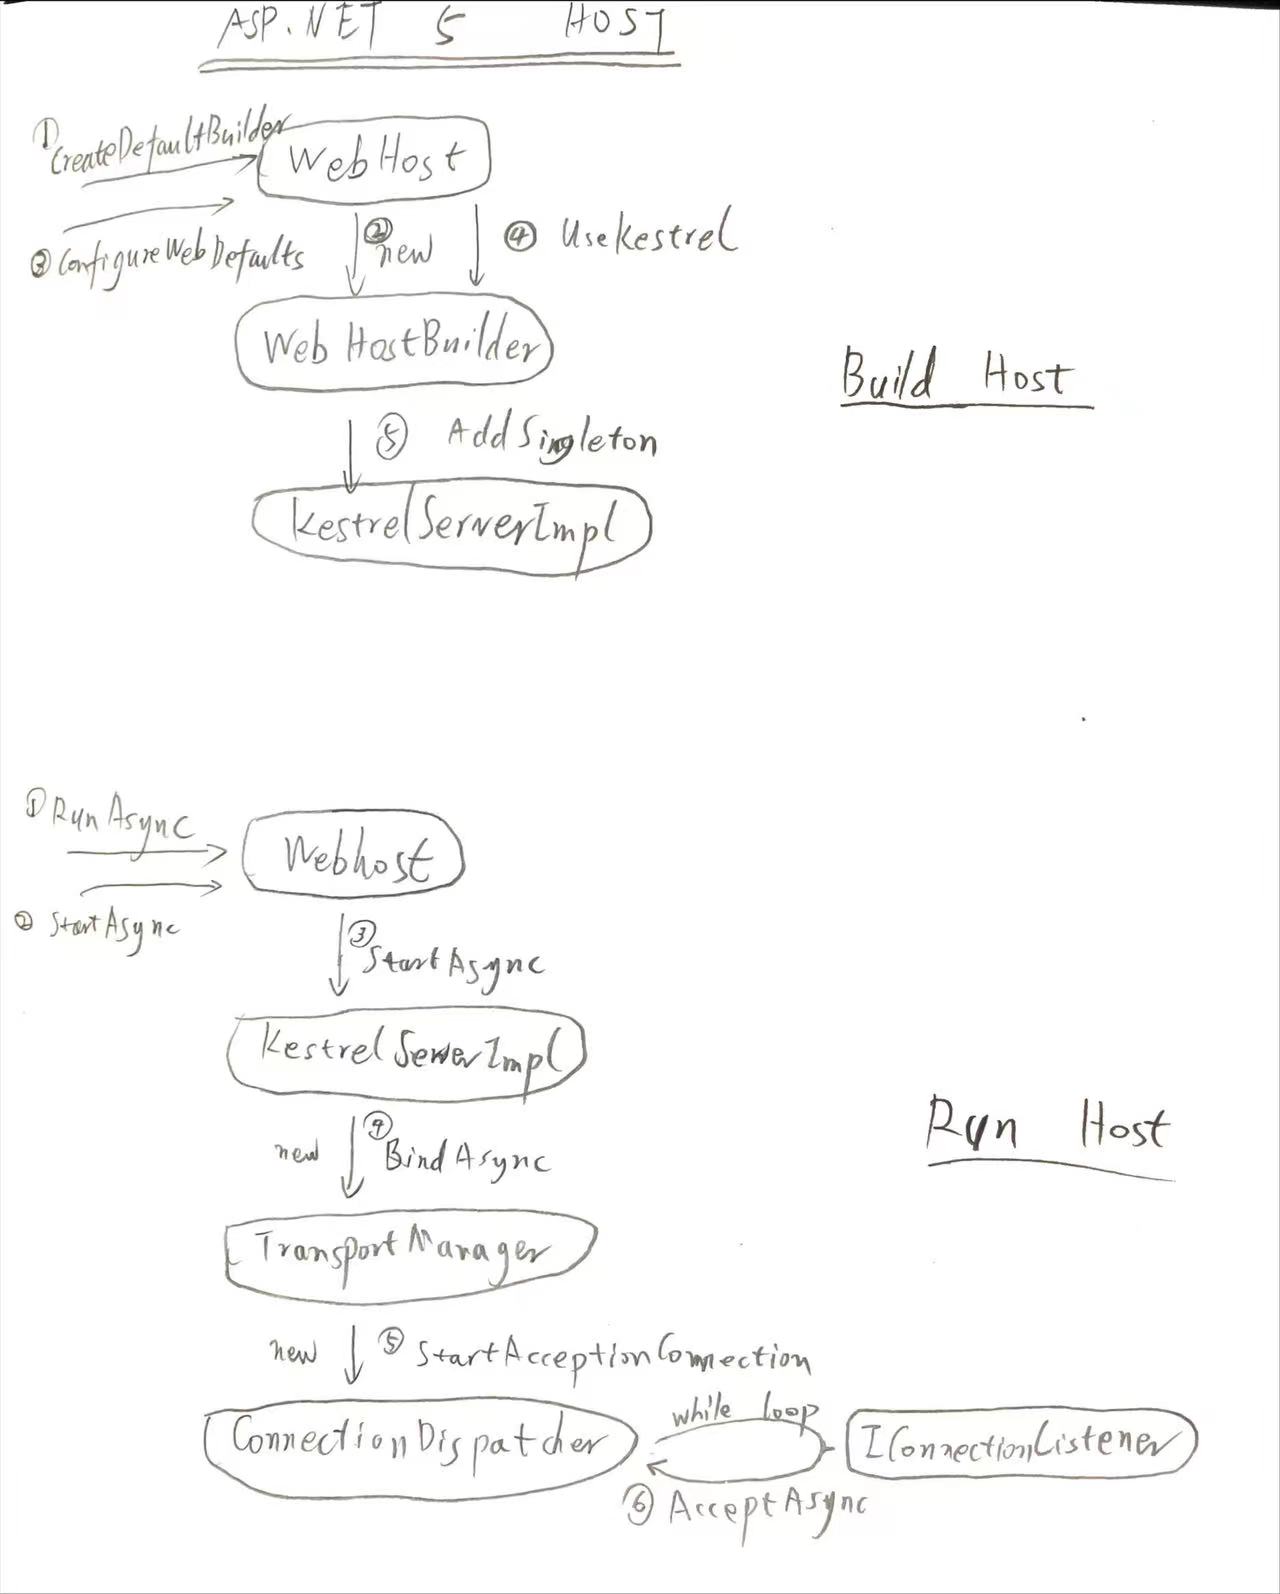 ASP.NET 5 HOST
① CreateDefaultBuilder
WebHost
② new
④ UseKestrel
③ ConfigureWebDefaults
WebHostBuilder
Build Host
⑤ AddSingleton
KestrelServerImpl
① RunAsync
Webhost
② StartAsync
③ StartAsync
KestrelServerImpl
Run Host
new ④ BindAsync
TransportManager
new ⑤ StartAcceptionConnection
while loop
ConnectionDispatcher
IConnectionListener
⑥ AcceptAsync